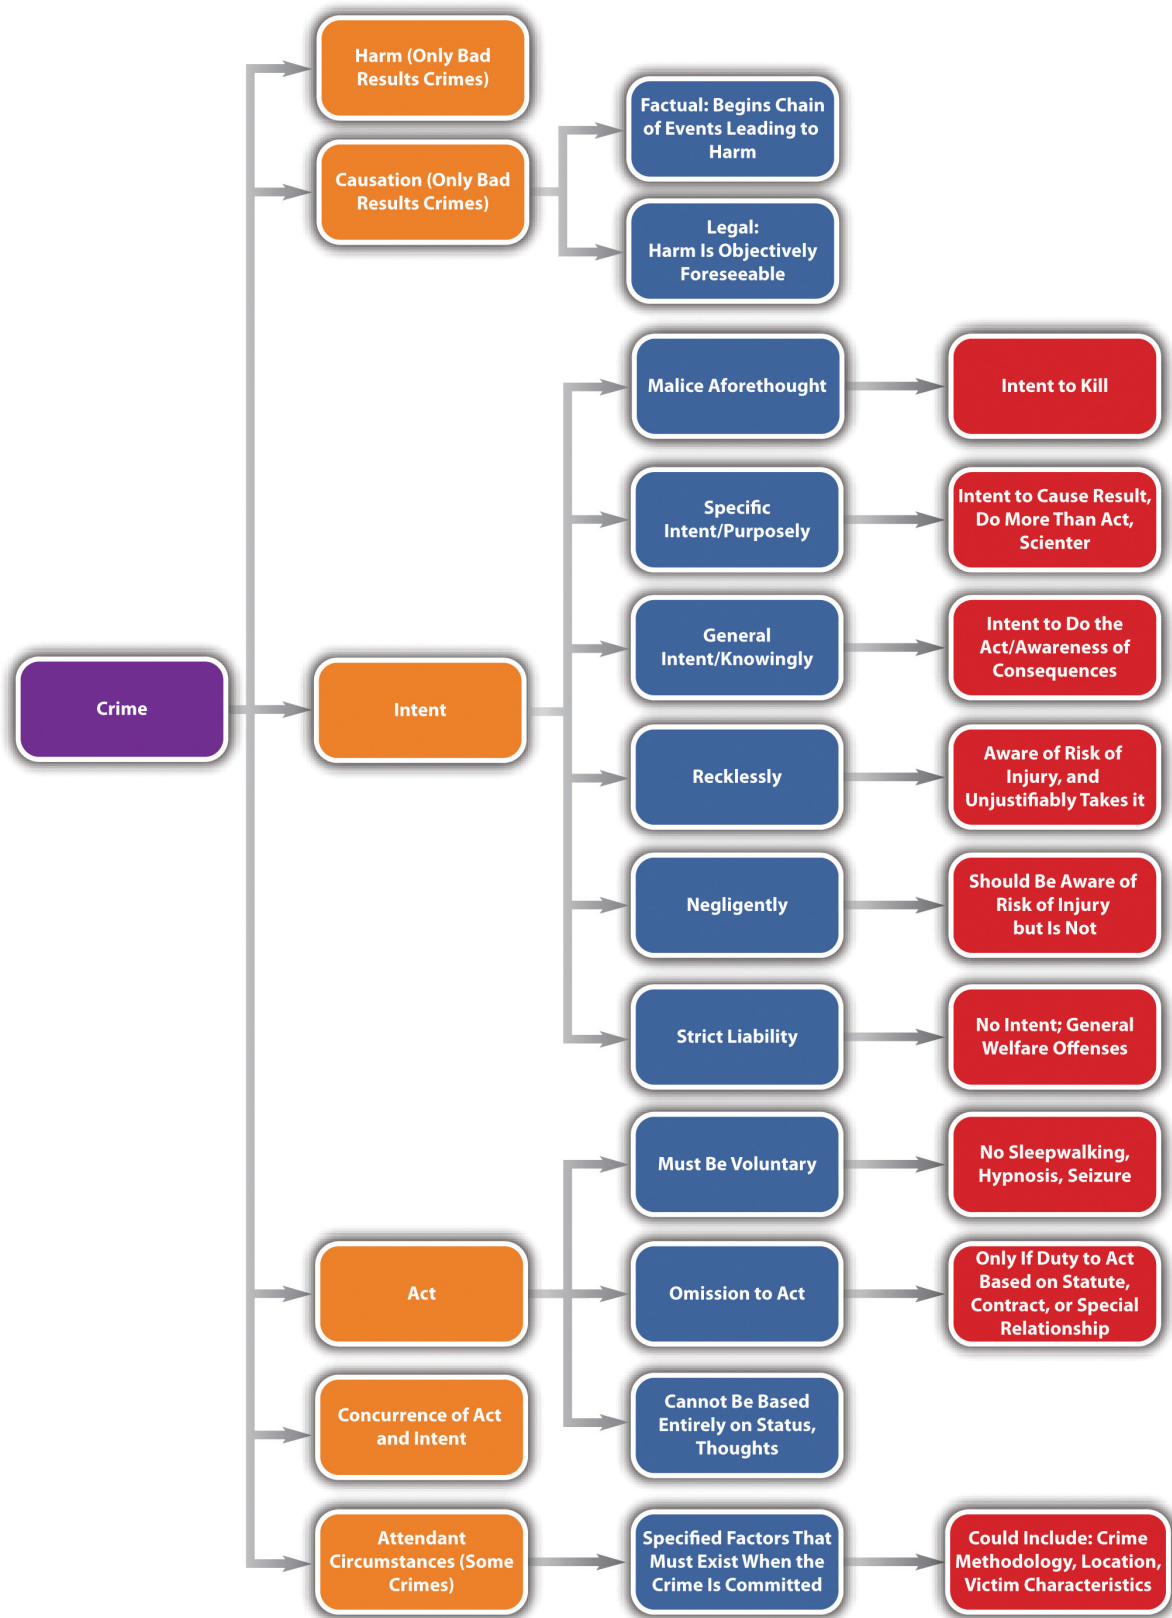 Harm (Only Bad
Results Crimes)
Factual: Begins Chain
of Events Leading to
Harm
Causation (Only Bad
Results Crimes)
Legal:
Harm Is Objectively
Foreseeable
Malice Aforethought
Intent to Kill
Specific
Intent/Purposely
Intent to Cause Result,
Do More Than Act,
Scienter
General
Intent/Knowingly
Intent to Do the
Act/Awareness of
Consequences
Crime
Intent
Recklessly
Aware of Risk of
Injury, and
Unjustifiably Takes it
Negligently
Should Be Aware of
Risk of Injury
but Is Not
Strict Liability
No Intent; General
Welfare Offenses
Must Be Voluntary
No Sleepwalking,
Hypnosis, Seizure
Act
Omission to Act
Only If Duty to Act
Based on Statute,
Contract, or Special
Relationship
Concurrence of Act
and Intent
Cannot Be Based
Entirely on Status,
Thoughts
Attendant
Circumstances (Some
Crimes)
Specified Factors That
Must Exist When the
Crime Is Committed
Could Include: Crime
Methodology, Location,
Victim Characteristics